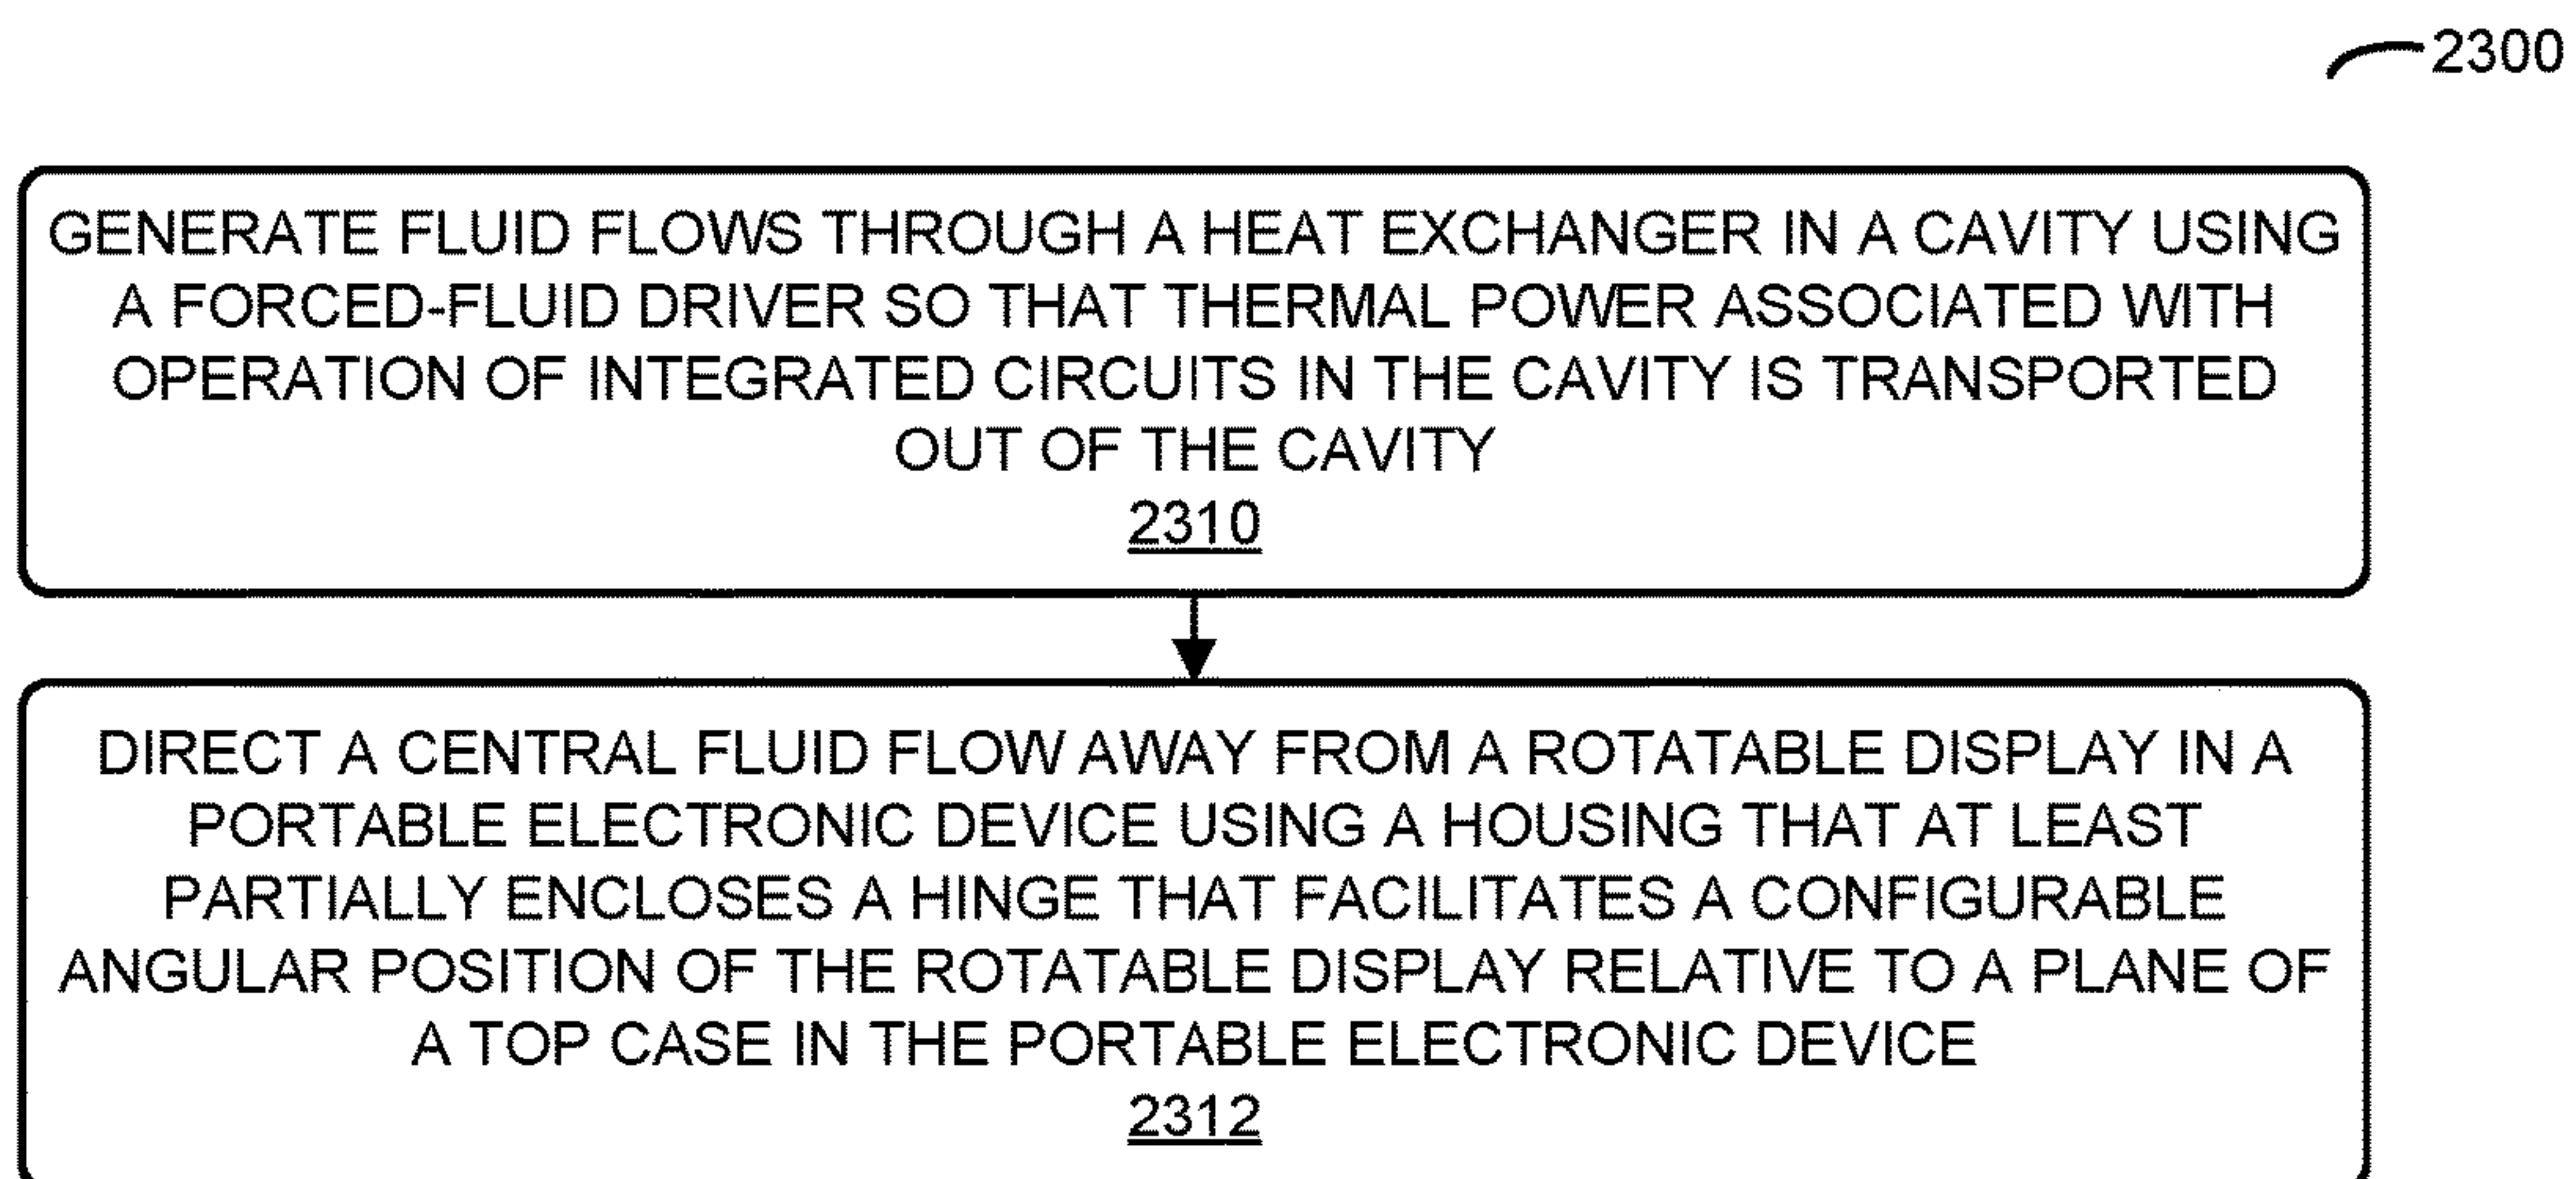 2300
GENERATE FLUID FLOWS THROUGH A HEAT EXCHANGER IN A CAVITY USING
A FORCED-FLUID DRIVER SO THAT THERMAL POWER ASSOCIATED WITH
OPERATION OF INTEGRATED CIRCUITS IN THE CAVITY IS TRANSPORTED
OUT OF THE CAVITY
2310
DIRECT A CENTRAL FLUID FLOW AWAY FROM A ROTATABLE DISPLAY IN A
PORTABLE ELECTRONIC DEVICE USING A HOUSING THAT AT LEAST
PARTIALLY ENCLOSES A HINGE THAT FACILITATES A CONFIGURABLE
ANGULAR POSITION OF THE ROTATABLE DISPLAY RELATIVE TO A PLANE OF
A TOP CASE IN THE PORTABLE ELECTRONIC DEVICE
2312